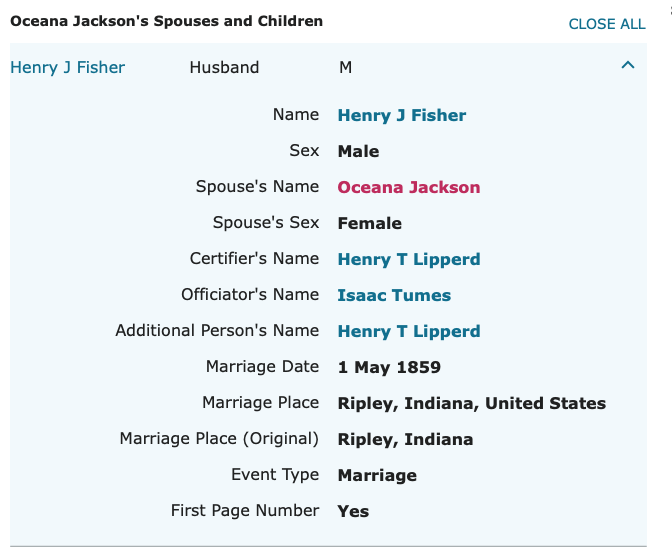 Oceana Jackson's Spouses and Children
CLOSE ALL
Henry J Fisher Husband M
Name Henry J Fisher
Sex Male
Spouse's Name Oceana Jackson
Spouse's Sex Female
Certifier's Name Henry T Lipperd
Officiator's Name Isaac Tumes
Additional Person's Name Henry T Lipperd
Marriage Date 1 May 1859
Marriage Place Ripley, Indiana, United States
Marriage Place (Original) Ripley, Indiana
Event Type Marriage
First Page Number Yes